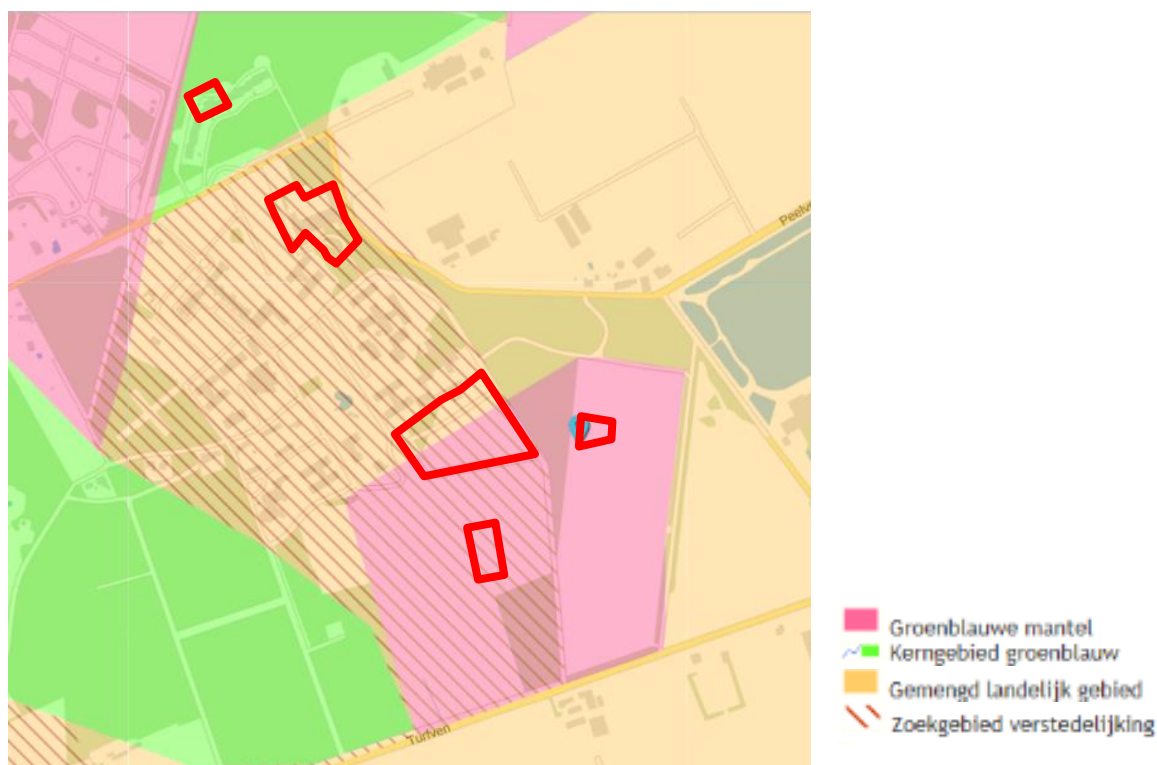 Peelv
Turfven
Groenblauwe mantel
Kerngebied groenblauw
Gemengd landelijk gebied
Zoekgebied verstedelijking